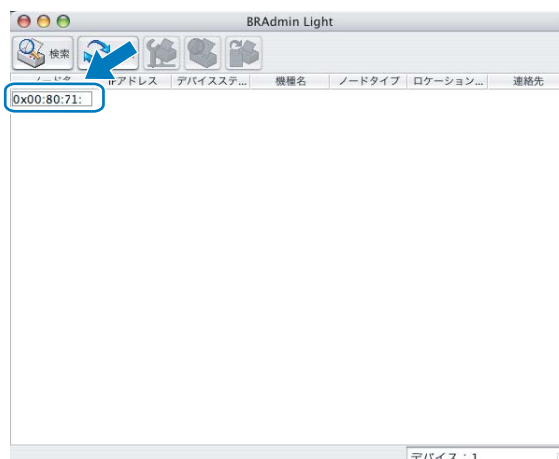 BRAdmin Light
検索
IPアドレス デバイスステ... 機種名 ノードタイプ ロケーション... 連絡先
0x00:80:71:
デバイス：1